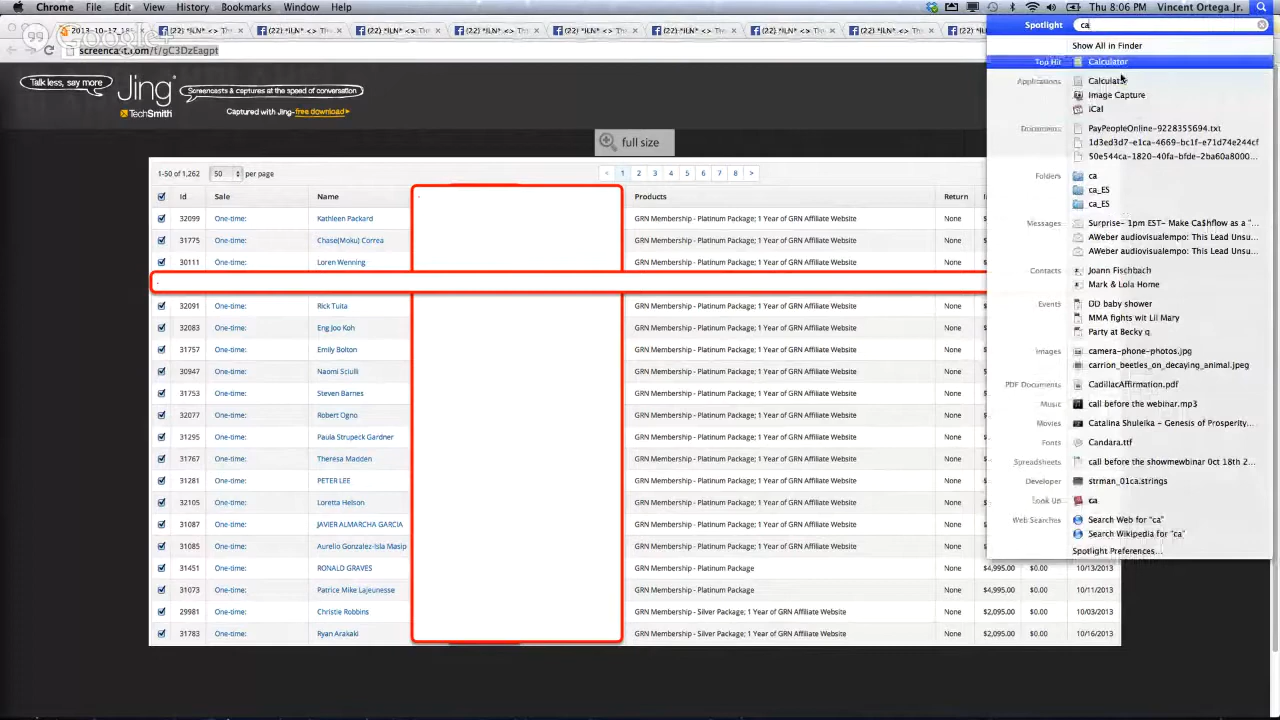 Chrome File Edit View History Bookmarks Window Help Thu 8:06 PM Vincent Ortega Jr.
Spotlight ca
screencast.com/t/gC3DzEagpt
Talk less, say more Jing Screencasts & captures at the speed of conversation
TechSmith Captured with Jing-free download
full size
1-50 of 1,262 50 per page < 1 2 3 4 5 6 7 8 >
Id Sale Name Products Return
32099 One-time: Kathleen Packard GRN Membership - Platinum Package; 1 Year of GRN Affiliate Website None
31775 One-time: Chase(Moku) Correa GRN Membership - Platinum Package; 1 Year of GRN Affiliate Website None
30111 One-time: Loren Wenning GRN Membership - Platinum Package; 1 Year of GRN Affiliate Website None
32091 One-time: Rick Tuita GRN Membership - Platinum Package; 1 Year of GRN Affiliate Website None
32083 One-time: Eng Joo Koh GRN Membership - Platinum Package; 1 Year of GRN Affiliate Website None
31757 One-time: Emily Bolton GRN Membership - Platinum Package; 1 Year of GRN Affiliate Website None
30947 One-time: Naomi Sciulli GRN Membership - Platinum Package; 1 Year of GRN Affiliate Website None
31753 One-time: Steven Barnes GRN Membership - Platinum Package; 1 Year of GRN Affiliate Website None
32077 One-time: Robert Ogno GRN Membership - Platinum Package; 1 Year of GRN Affiliate Website None
31295 One-time: Paula Strupeck Gardner GRN Membership - Platinum Package; 1 Year of GRN Affiliate Website None
31767 One-time: Theresa Madden GRN Membership - Platinum Package; 1 Year of GRN Affiliate Website None
31281 One-time: PETER LEE GRN Membership - Platinum Package; 1 Year of GRN Affiliate Website None
32105 One-time: Loretta Helson GRN Membership - Platinum Package; 1 Year of GRN Affiliate Website None
31087 One-time: JAVIER ALMARCHA GARCIA GRN Membership - Platinum Package; 1 Year of GRN Affiliate Website None
31085 One-time: Aurelio Gonzalez-Isla Masip GRN Membership - Platinum Package; 1 Year of GRN Affiliate Website None
31451 One-time: RONALD GRAVES GRN Membership - Platinum Package None $4,995.00 $0.00 10/13/2013
31073 One-time: Patrice Mike Lajeunesse GRN Membership - Platinum Package None $4,995.00 $0.00 10/11/2013
29981 One-time: Christie Robbins GRN Membership - Silver Package; 1 Year of GRN Affiliate Website None $2,095.00 $0.00 10/03/2013
31783 One-time: Ryan Arakaki GRN Membership - Silver Package; 1 Year of GRN Affiliate Website None $2,095.00 $0.00 10/16/2013
Show All in Finder
Top Hit Calculator
Applications Calculator
Image Capture
iCal
Documents PayPeopleOnline-9228355694.txt
1d3ed3d7-e1ca-4669-bc1f-e71d74e244cf
50e544ca-1820-40fa-bfde-2ba60a8000...
Folders ca
ca_ES
ca_ES
Messages Surprise- 1pm EST- Make Ca$hflow as a "...
AWeber audiovisualempo: This Lead Unsu...
AWeber audiovisualempo: This Lead Unsu...
Contacts Joann Fischbach
Mark & Lola Home
Events DD baby shower
MMA fights wit Lil Mary
Party at Becky q.
Images camera-phone-photos.jpg
carrion_beetles_on_decaying_animal.jpeg
PDF Documents CadillacAffirmation.pdf
Music call before the webinar.mp3
Movies Catalina Shuleika - Genesis of Prosperity...
Fonts Candara.ttf
Spreadsheets call before the showmewbinar Oct 18th 2...
Developer strman_01ca.strings
Look Up ca
Web Searches Search Web for "ca"
Search Wikipedia for "ca"
Spotlight Preferences...